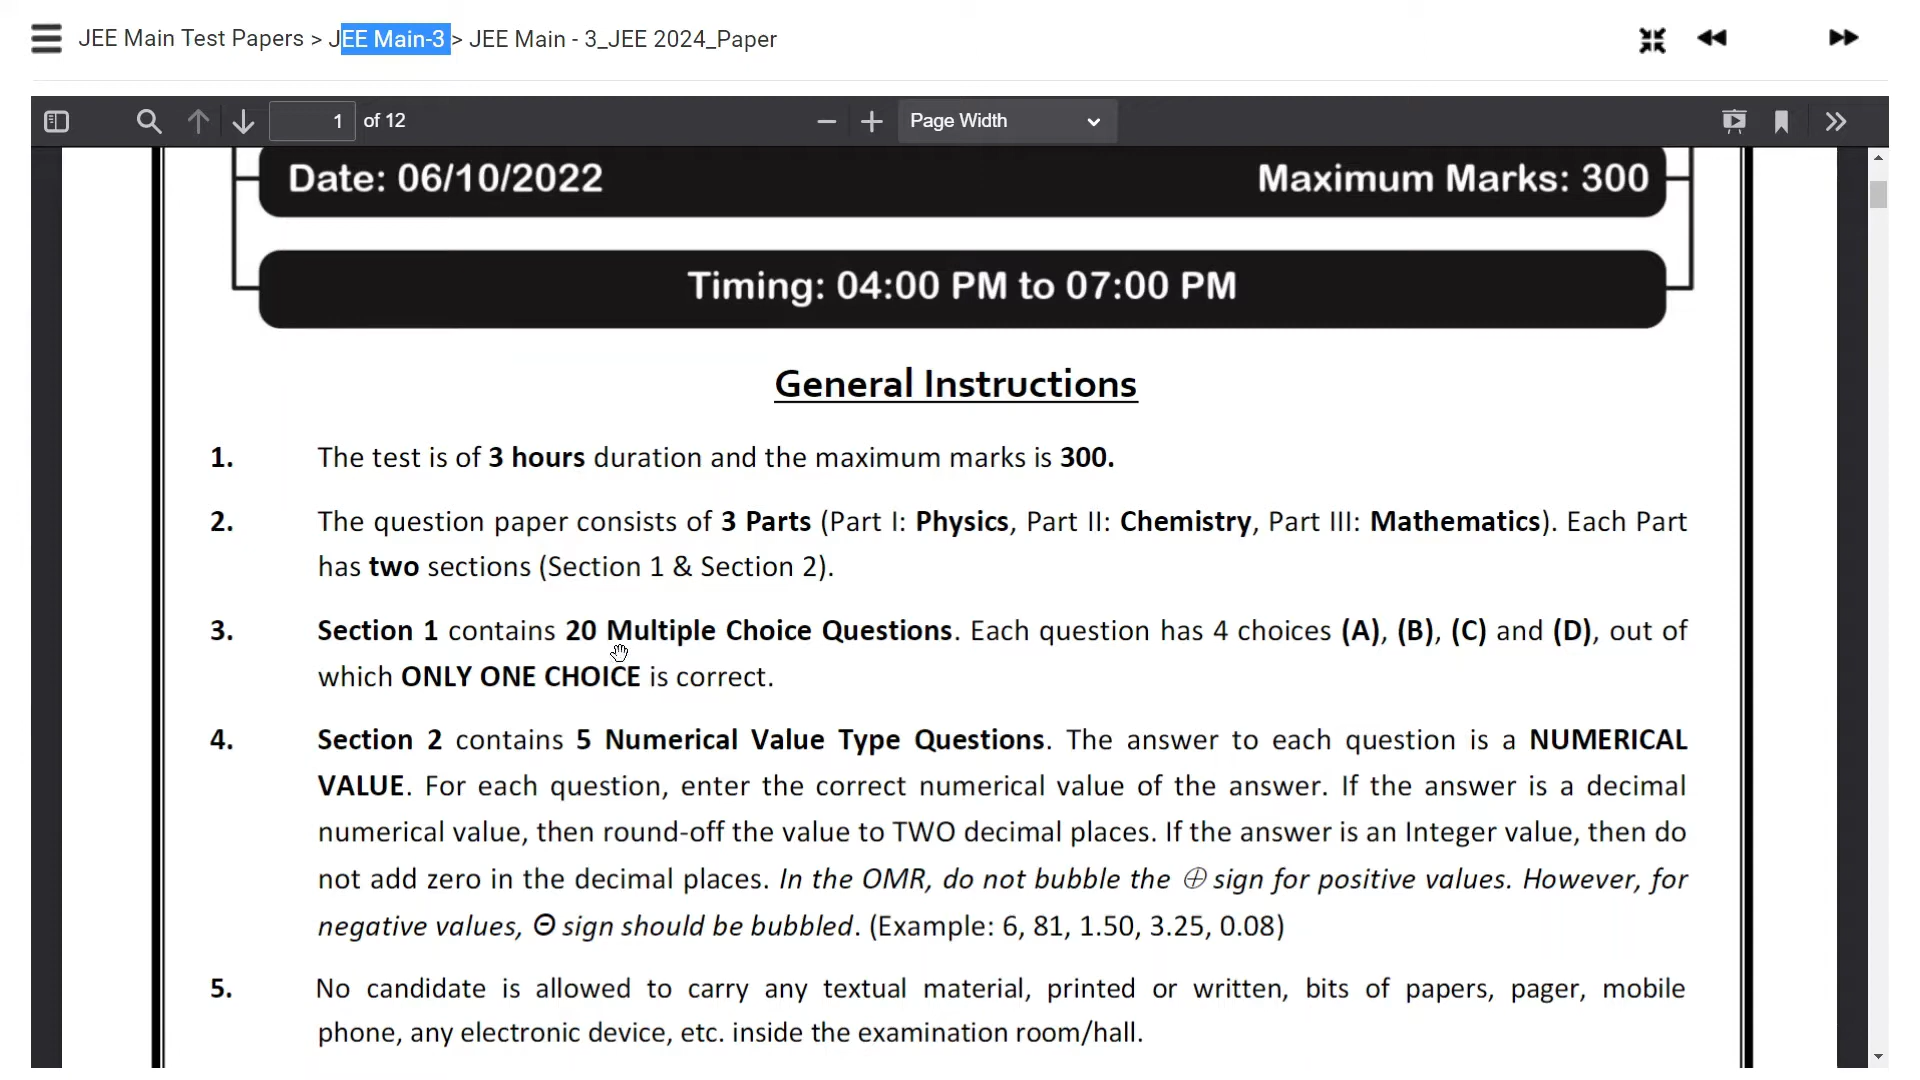 JEE Main Test Papers > JEE Main-3 > JEE Main - 3_JEE 2024_Paper
1 of 12 Page Width
Date: 06/10/2022 Maximum Marks: 300
Timing: 04:00 PM to 07:00 PM
General Instructions
1. The test is of 3 hours duration and the maximum marks is 300.
2. The question paper consists of 3 Parts (Part I: Physics, Part II: Chemistry, Part III: Mathematics). Each Part
has two sections (Section 1 & Section 2).
3. Section 1 contains 20 Multiple Choice Questions. Each question has 4 choices (A), (B), (C) and (D), out of
which ONLY ONE CHOICE is correct.
4. Section 2 contains 5 Numerical Value Type Questions. The answer to each question is a NUMERICAL
VALUE. For each question, enter the correct numerical value of the answer. If the answer is a decimal
numerical value, then round-off the value to TWO decimal places. If the answer is an Integer value, then do
not add zero in the decimal places. In the OMR, do not bubble the ⊕ sign for positive values. However, for
negative values, Θ sign should be bubbled. (Example: 6, 81, 1.50, 3.25, 0.08)
5. No candidate is allowed to carry any textual material, printed or written, bits of papers, pager, mobile
phone, any electronic device, etc. inside the examination room/hall.